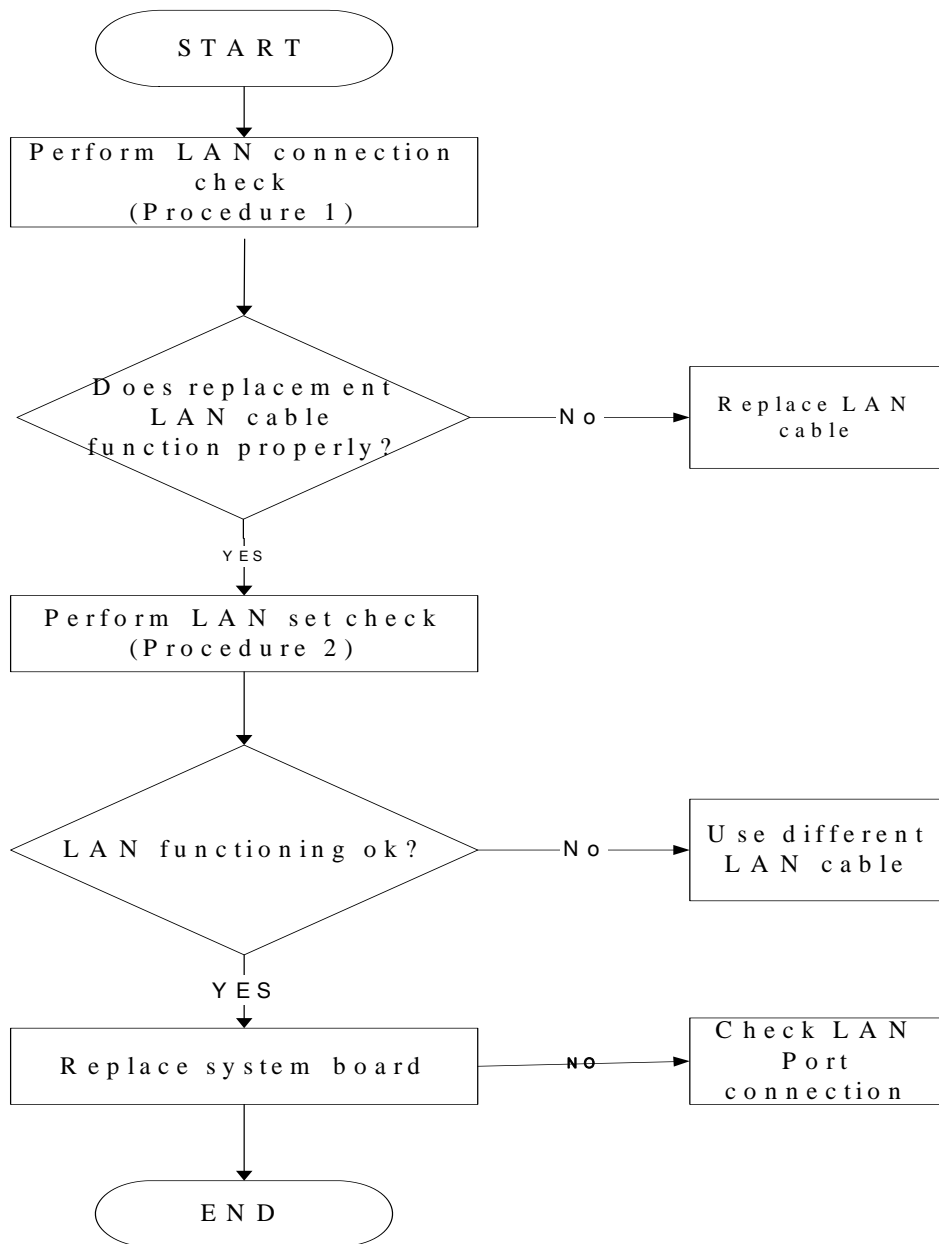 START
Perform LAN connection
check
(Procedure 1)
Does replacement
LAN cable
function properly?
No
Replace LAN
cable
YES
Perform LAN set check
(Procedure 2)
LAN functioning ok?
No
Use different
LAN cable
YES
Replace system board
NO
Check LAN
Port
connection
END